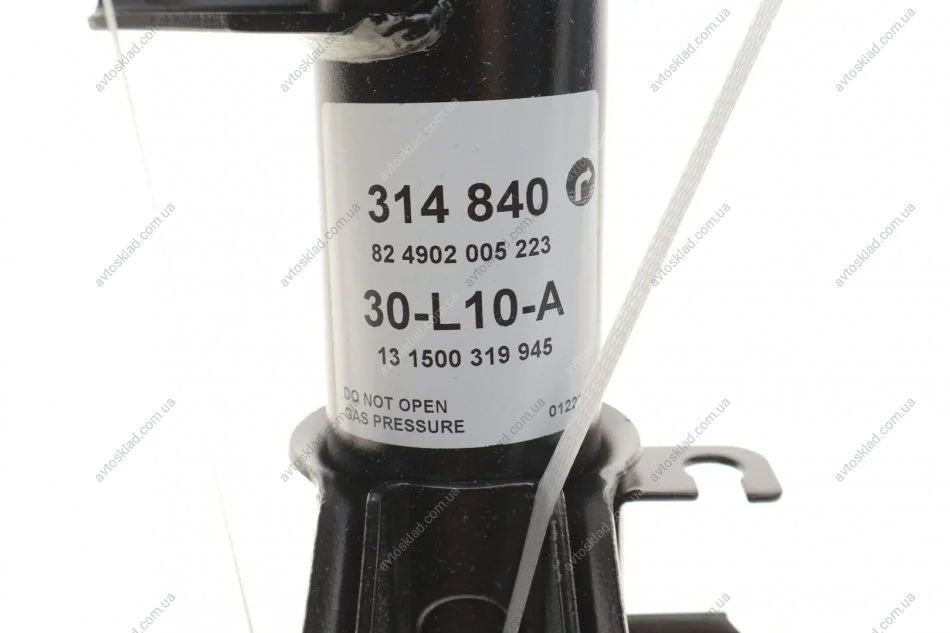 314 840
82 4902 005 223
30-L10-A
13 1500 319 945
DO NOT OPEN
GAS PRESSURE
avtosklad.com.ua